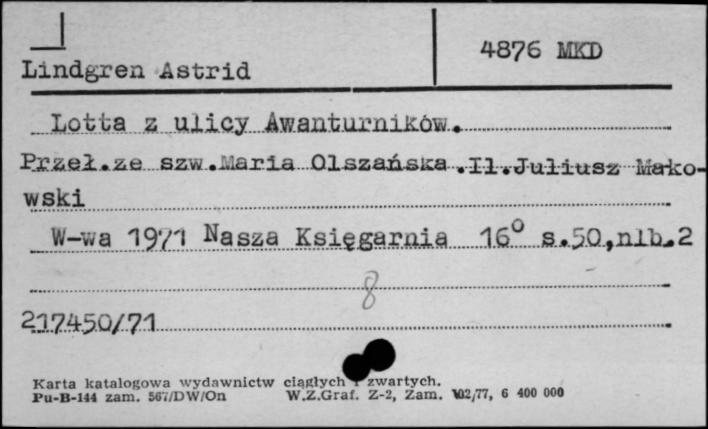 4876 MKD
Lindgren Astrid
Lotta z ulicy Awanturników.
Przeł.ze szw.Maria Olszańska.Il.Juliusz Mako-
wski
W-wa 1971 Nasza Księgarnia 16° s.50,nlb.2
8
217450/71
Karta katalogowa wydawnictw ciągłych i zwartych.
Pu-B-144 zam. 567/DW/On W.Z.Graf. Z-2, Zam. 102/77, 6 400 000